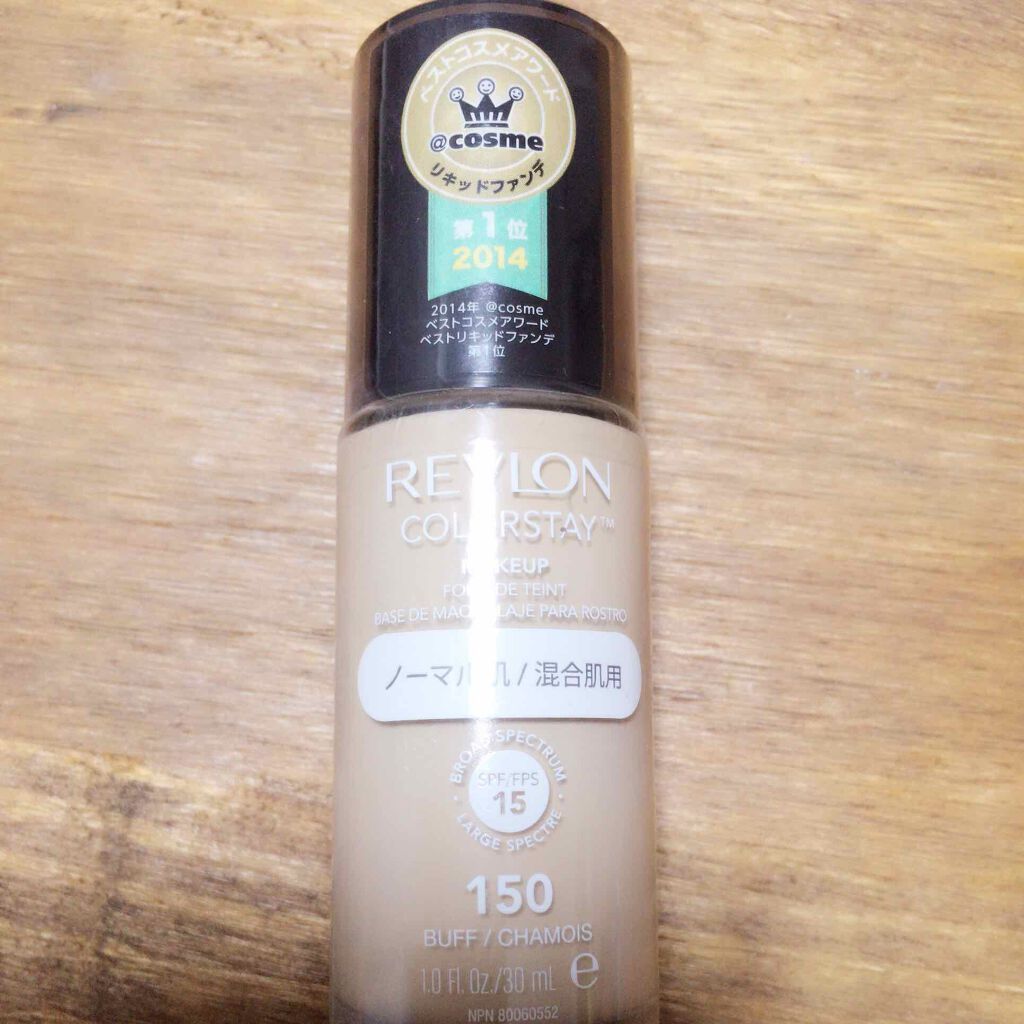 ベストコスメアワード
@cosme
リキッドファンデ
第1位
2014
2014年 @cosme
ベストコスメアワード
ベストリキッドファンデ
第1位
REVLON
COLORSTAY™
MAKEUP
FOND DE TEINT
BASE DE MAQUILLAJE PARA ROSTRO
ノーマル肌/混合肌用
BROAD SPECTRUM
SPF/FPS
15
LARGE SPECTRE
150
BUFF / CHAMOIS
1.0 Fl. Oz./30 mL e
NPN 80060552